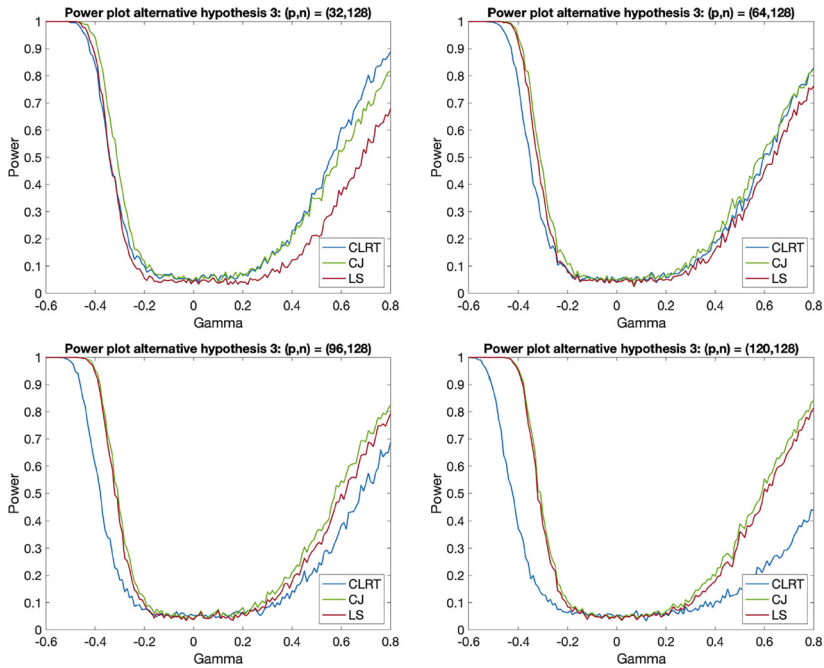 Power plot alternative hypothesis 3: (p,n) = (32,128)
1
0.9
0.8
0.7
0.6
0.5
0.4
0.3
0.2
0.1
0
Power
CLRT
CJ
LS
-0.6 -0.4 -0.2 0 0.2 0.4 0.6 0.8
Gamma
Power plot alternative hypothesis 3: (p,n) = (64,128)
1
0.9
0.8
0.7
0.6
0.5
0.4
0.3
0.2
0.1
0
Power
CLRT
CJ
LS
-0.6 -0.4 -0.2 0 0.2 0.4 0.6 0.8
Gamma
Power plot alternative hypothesis 3: (p,n) = (96,128)
1
0.9
0.8
0.7
0.6
0.5
0.4
0.3
0.2
0.1
0
Power
CLRT
CJ
LS
-0.6 -0.4 -0.2 0 0.2 0.4 0.6 0.8
Gamma
Power plot alternative hypothesis 3: (p,n) = (120,128)
1
0.9
0.8
0.7
0.6
0.5
0.4
0.3
0.2
0.1
0
Power
CLRT
CJ
LS
-0.6 -0.4 -0.2 0 0.2 0.4 0.6 0.8
Gamma